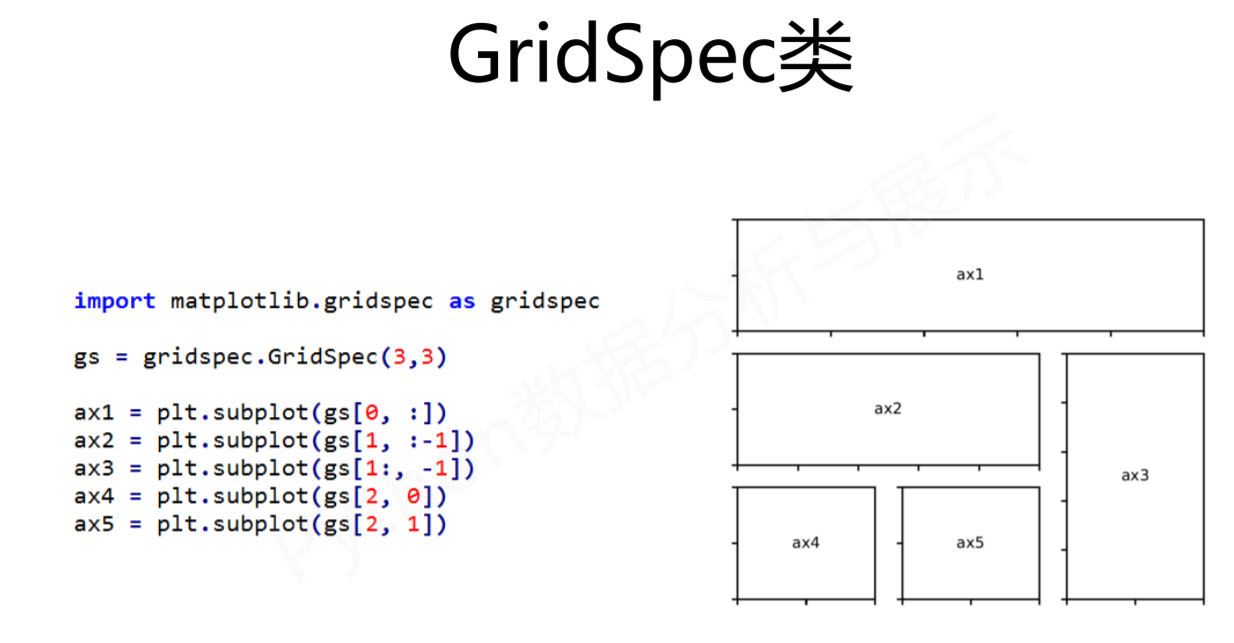 GridSpec类
import matplotlib.gridspec as gridspec
gs = gridspec.GridSpec(3,3)
ax1 = plt.subplot(gs[0, :])
ax2 = plt.subplot(gs[1, :-1])
ax3 = plt.subplot(gs[1:, -1])
ax4 = plt.subplot(gs[2, 0])
ax5 = plt.subplot(gs[2, 1])
ax1
ax2
ax3
ax4
ax5
Python数据分析与展示